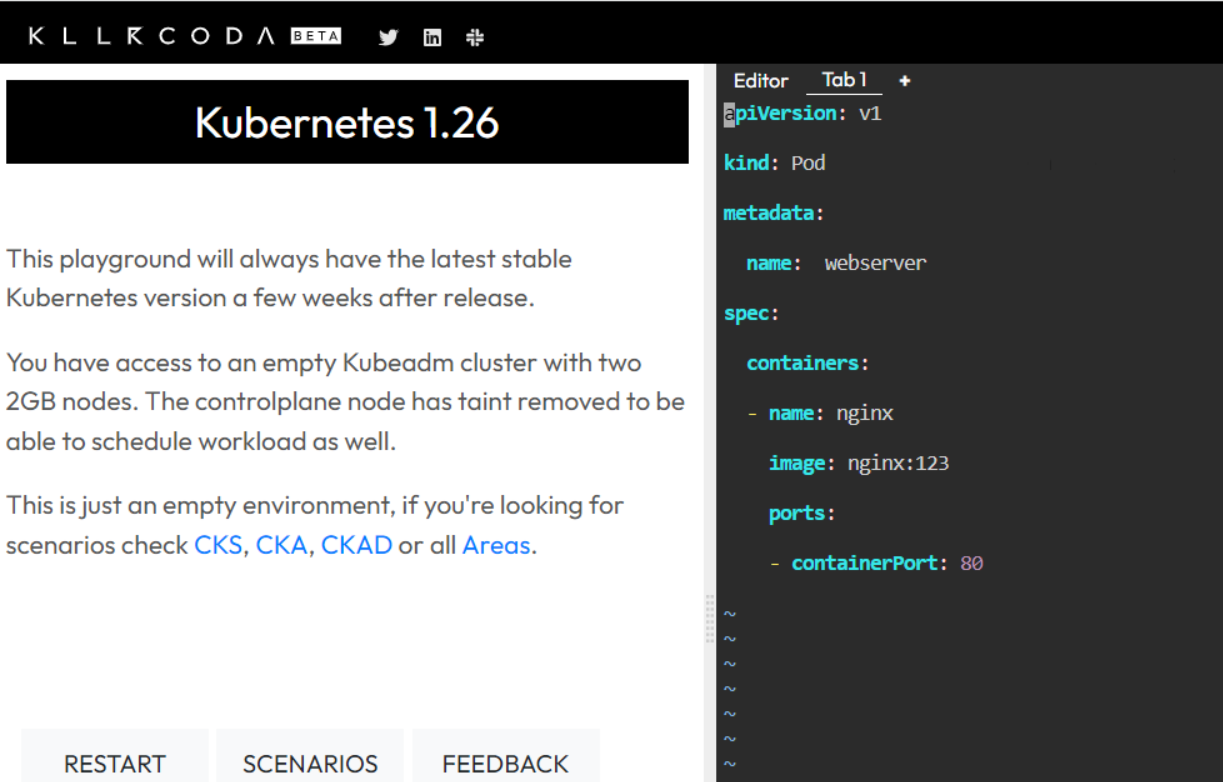 KLLRCODA BETA
Kubernetes 1.26
This playground will always have the latest stable
Kubernetes version a few weeks after release.
You have access to an empty Kubeadm cluster with two
2GB nodes. The controlplane node has taint removed to be
able to schedule workload as well.
This is just an empty environment, if you're looking for
scenarios check CKS, CKA, CKAD or all Areas.
RESTART SCENARIOS FEEDBACK
Editor Tab 1 +
apiVersion: v1
kind: Pod
metadata:
  name:  webserver
spec:
  containers:
  - name: nginx
    image: nginx:123
    ports:
    - containerPort: 80
~
~
~
~
~
~
~